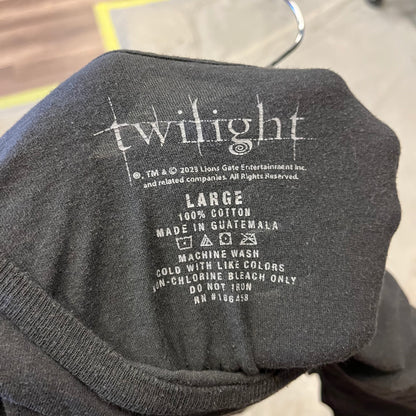 twilight
®, TM & © 2023 Lions Gate Entertainment Inc.
and related companies. All Rights Reserved.
LARGE
100% COTTON
MADE IN GUATEMALA
MACHINE WASH
COLD WITH LIKE COLORS
NON-CHLORINE BLEACH ONLY
DO NOT IRON
RN #186458